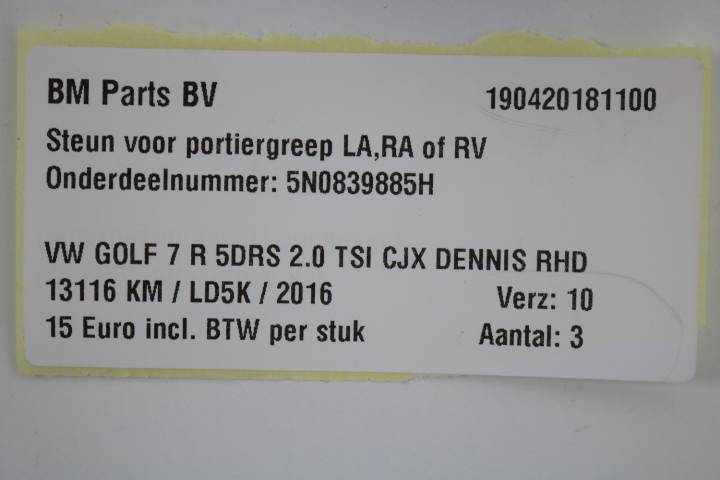 BM Parts BV 190420181100
Steun voor portiergreep LA,RA of RV
Onderdeelnummer: 5N0839885H
VW GOLF 7 R 5DRS 2.0 TSI CJX DENNIS RHD
13116 KM / LD5K / 2016 Verz: 10
15 Euro incl. BTW per stuk Aantal: 3